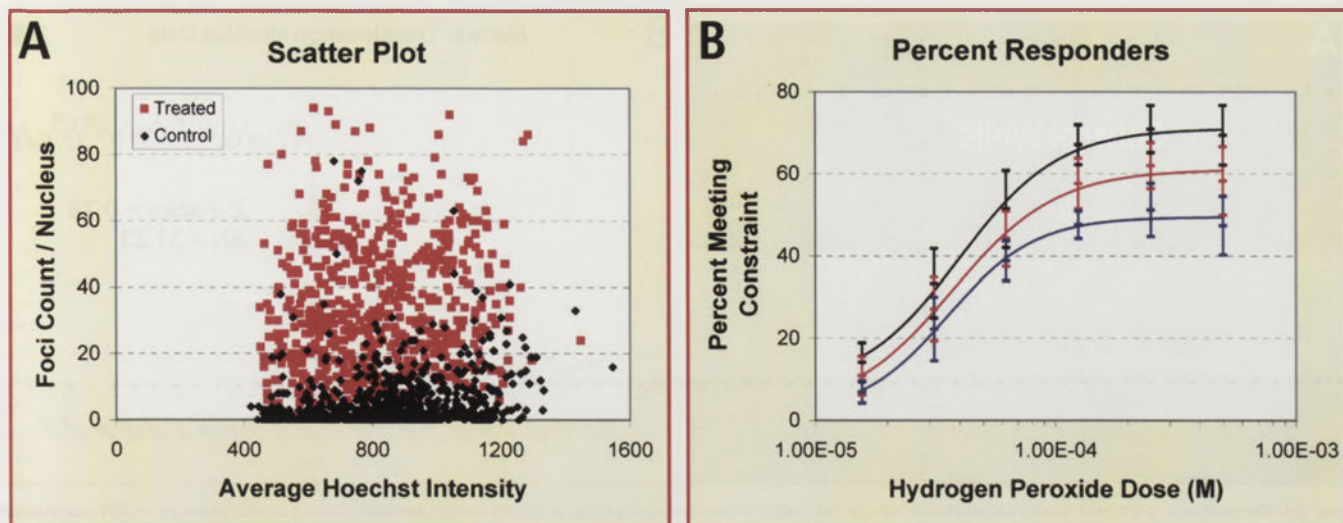 A
Scatter Plot
Foci Count / Nucleus
100
80
60
40
20
0
Treated
Control
0 400 800 1200 1600
Average Hoechst Intensity
B
Percent Responders
Percent Meeting
Constraint
80
60
40
20
0
1.00E-05 1.00E-04 1.00E-03
Hydrogen Peroxide Dose (M)